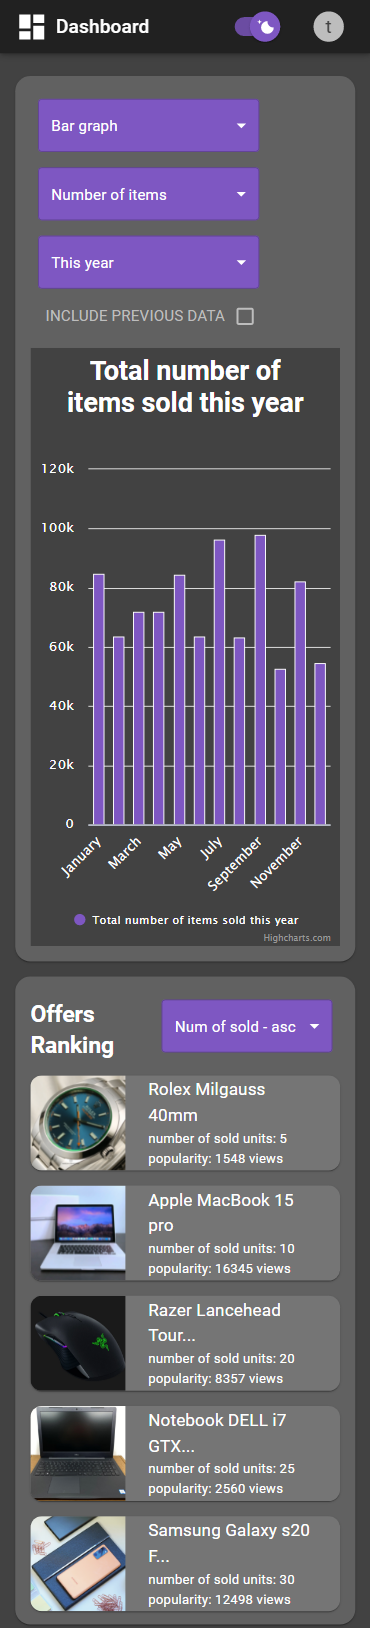 Dashboard
t
Bar graph
Number of items
This year
INCLUDE PREVIOUS DATA
Total number of
items sold this year
120k
100k
80k
60k
40k
20k
0
January
March
May
July
September
November
Total number of items sold this year
Highcharts.com
Offers
Ranking
Num of sold - asc
Rolex Milgauss
40mm
number of sold units: 5
popularity: 1548 views
Apple MacBook 15
pro
number of sold units: 10
popularity: 16345 views
Razer Lancehead
Tour...
number of sold units: 20
popularity: 8357 views
Notebook DELL i7
GTX...
number of sold units: 25
popularity: 2560 views
Samsung Galaxy s20
F...
number of sold units: 30
popularity: 12498 views